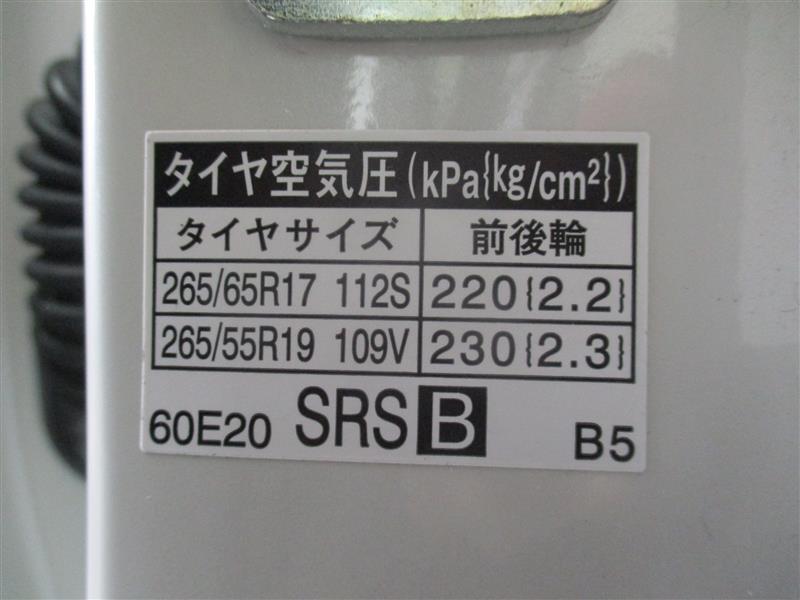 タイヤ空気圧(kPa{kg/cm²})
タイヤサイズ 前後輪
265/65R17 112S 220{2.2}
265/55R19 109V 230{2.3}
60E20 SRS B B5